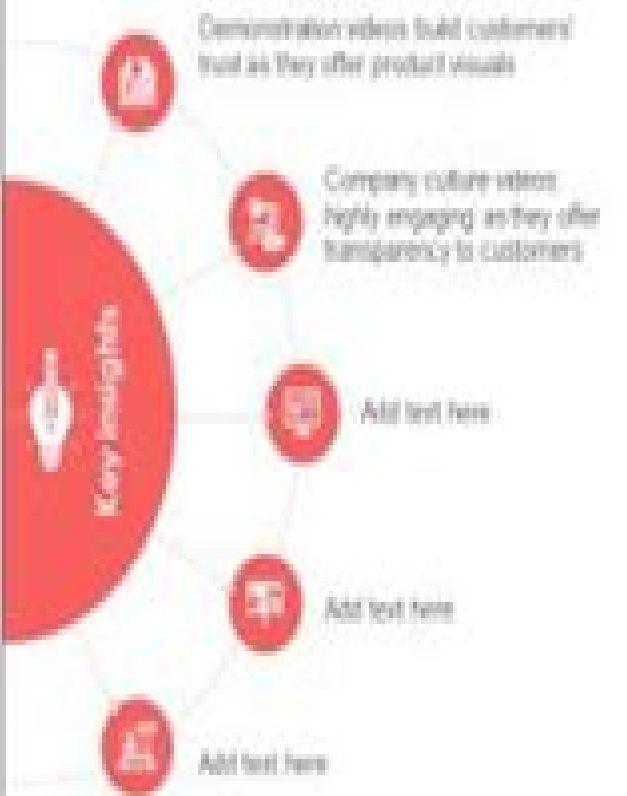 Demonstration videos build customers'
trust as they offer product visuals
Company culture videos
highly engaging as they offer
transparency to customers
Key insights
Add text here
Add text here
Add text here